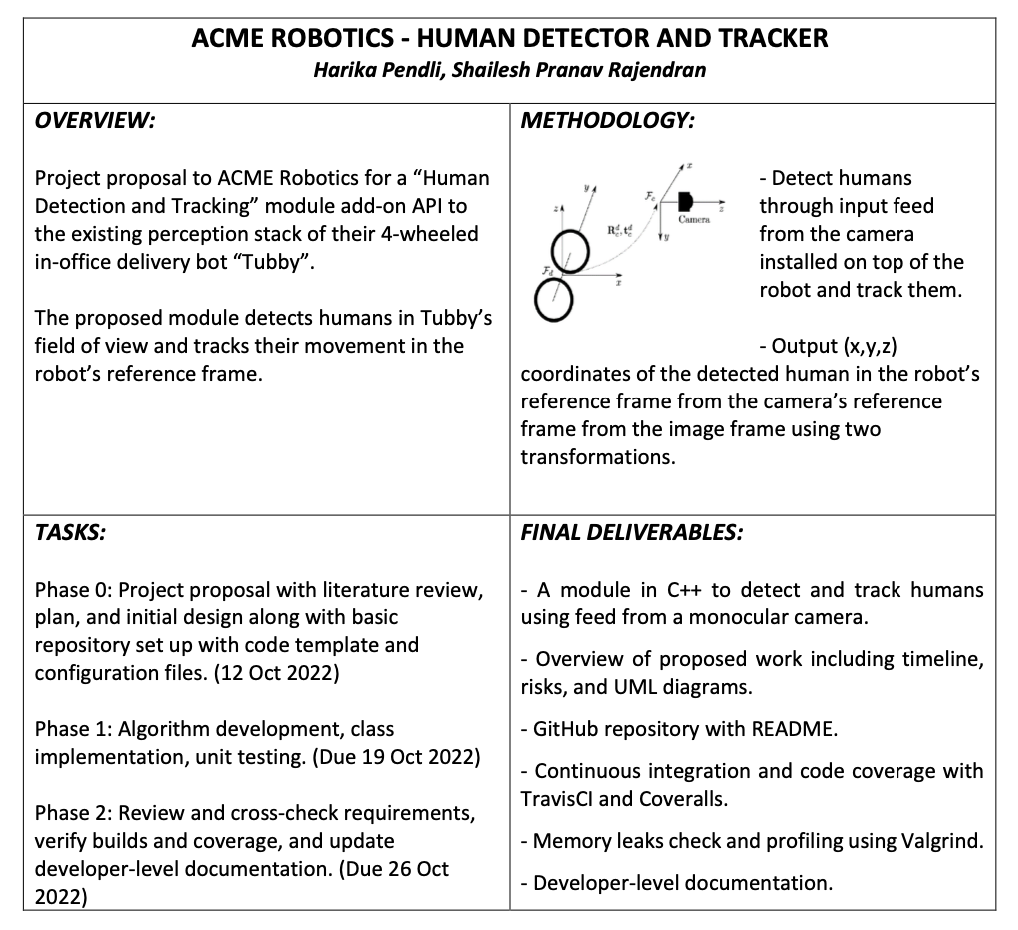 ACME ROBOTICS - HUMAN DETECTOR AND TRACKER
Harika Pendli, Shailesh Pranav Rajendran
OVERVIEW:
Project proposal to ACME Robotics for a “Human
Detection and Tracking” module add-on API to
the existing perception stack of their 4-wheeled
in-office delivery bot “Tubby”.
The proposed module detects humans in Tubby’s
field of view and tracks their movement in the
robot’s reference frame.
METHODOLOGY:
x
y
z
F_c
z
Camera
R_c^d, t_c^d
y
F_d
x
- Detect humans
through input feed
from the camera
installed on top of the
robot and track them.
- Output (x,y,z)
coordinates of the detected human in the robot’s
reference frame from the camera’s reference
frame from the image frame using two
transformations.
TASKS:
Phase 0: Project proposal with literature review,
plan, and initial design along with basic
repository set up with code template and
configuration files. (12 Oct 2022)
Phase 1: Algorithm development, class
implementation, unit testing. (Due 19 Oct 2022)
Phase 2: Review and cross-check requirements,
verify builds and coverage, and update
developer-level documentation. (Due 26 Oct
2022)
FINAL DELIVERABLES:
- A module in C++ to detect and track humans
using feed from a monocular camera.
- Overview of proposed work including timeline,
risks, and UML diagrams.
- GitHub repository with README.
- Continuous integration and code coverage with
TravisCI and Coveralls.
- Memory leaks check and profiling using Valgrind.
- Developer-level documentation.